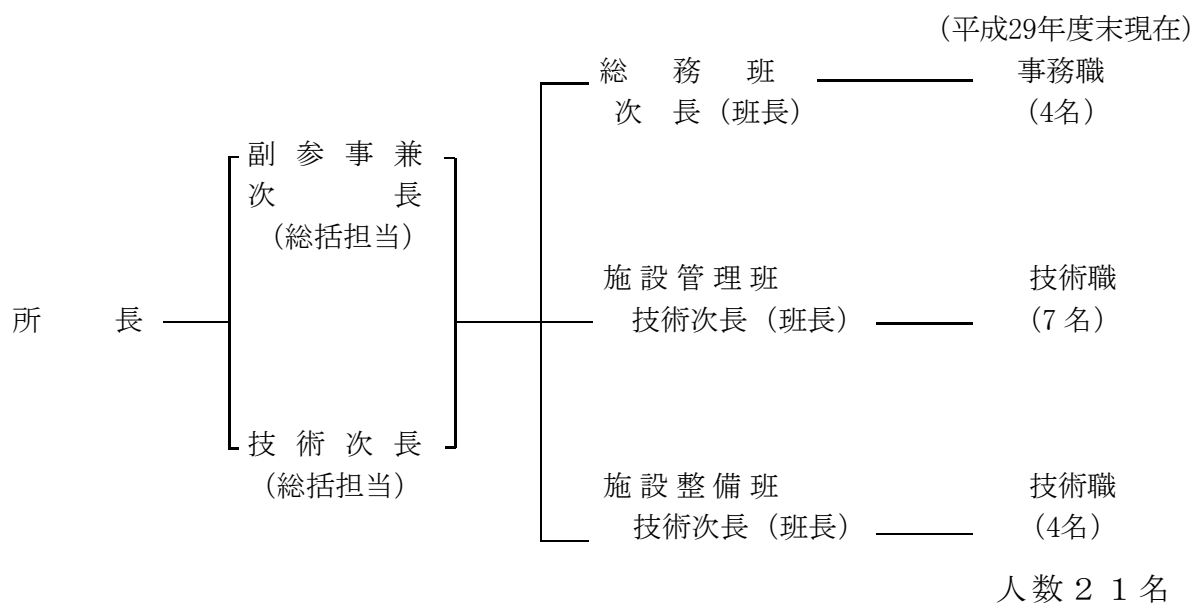 (平成29年度末現在)
総務班 事務職
次長(班長) (4名)
副参事兼
次長
(総括担当)
施設管理班 技術職
所長 技術次長(班長) (7名)
技術次長
(総括担当)
施設整備班 技術職
技術次長(班長) (4名)
人数21名